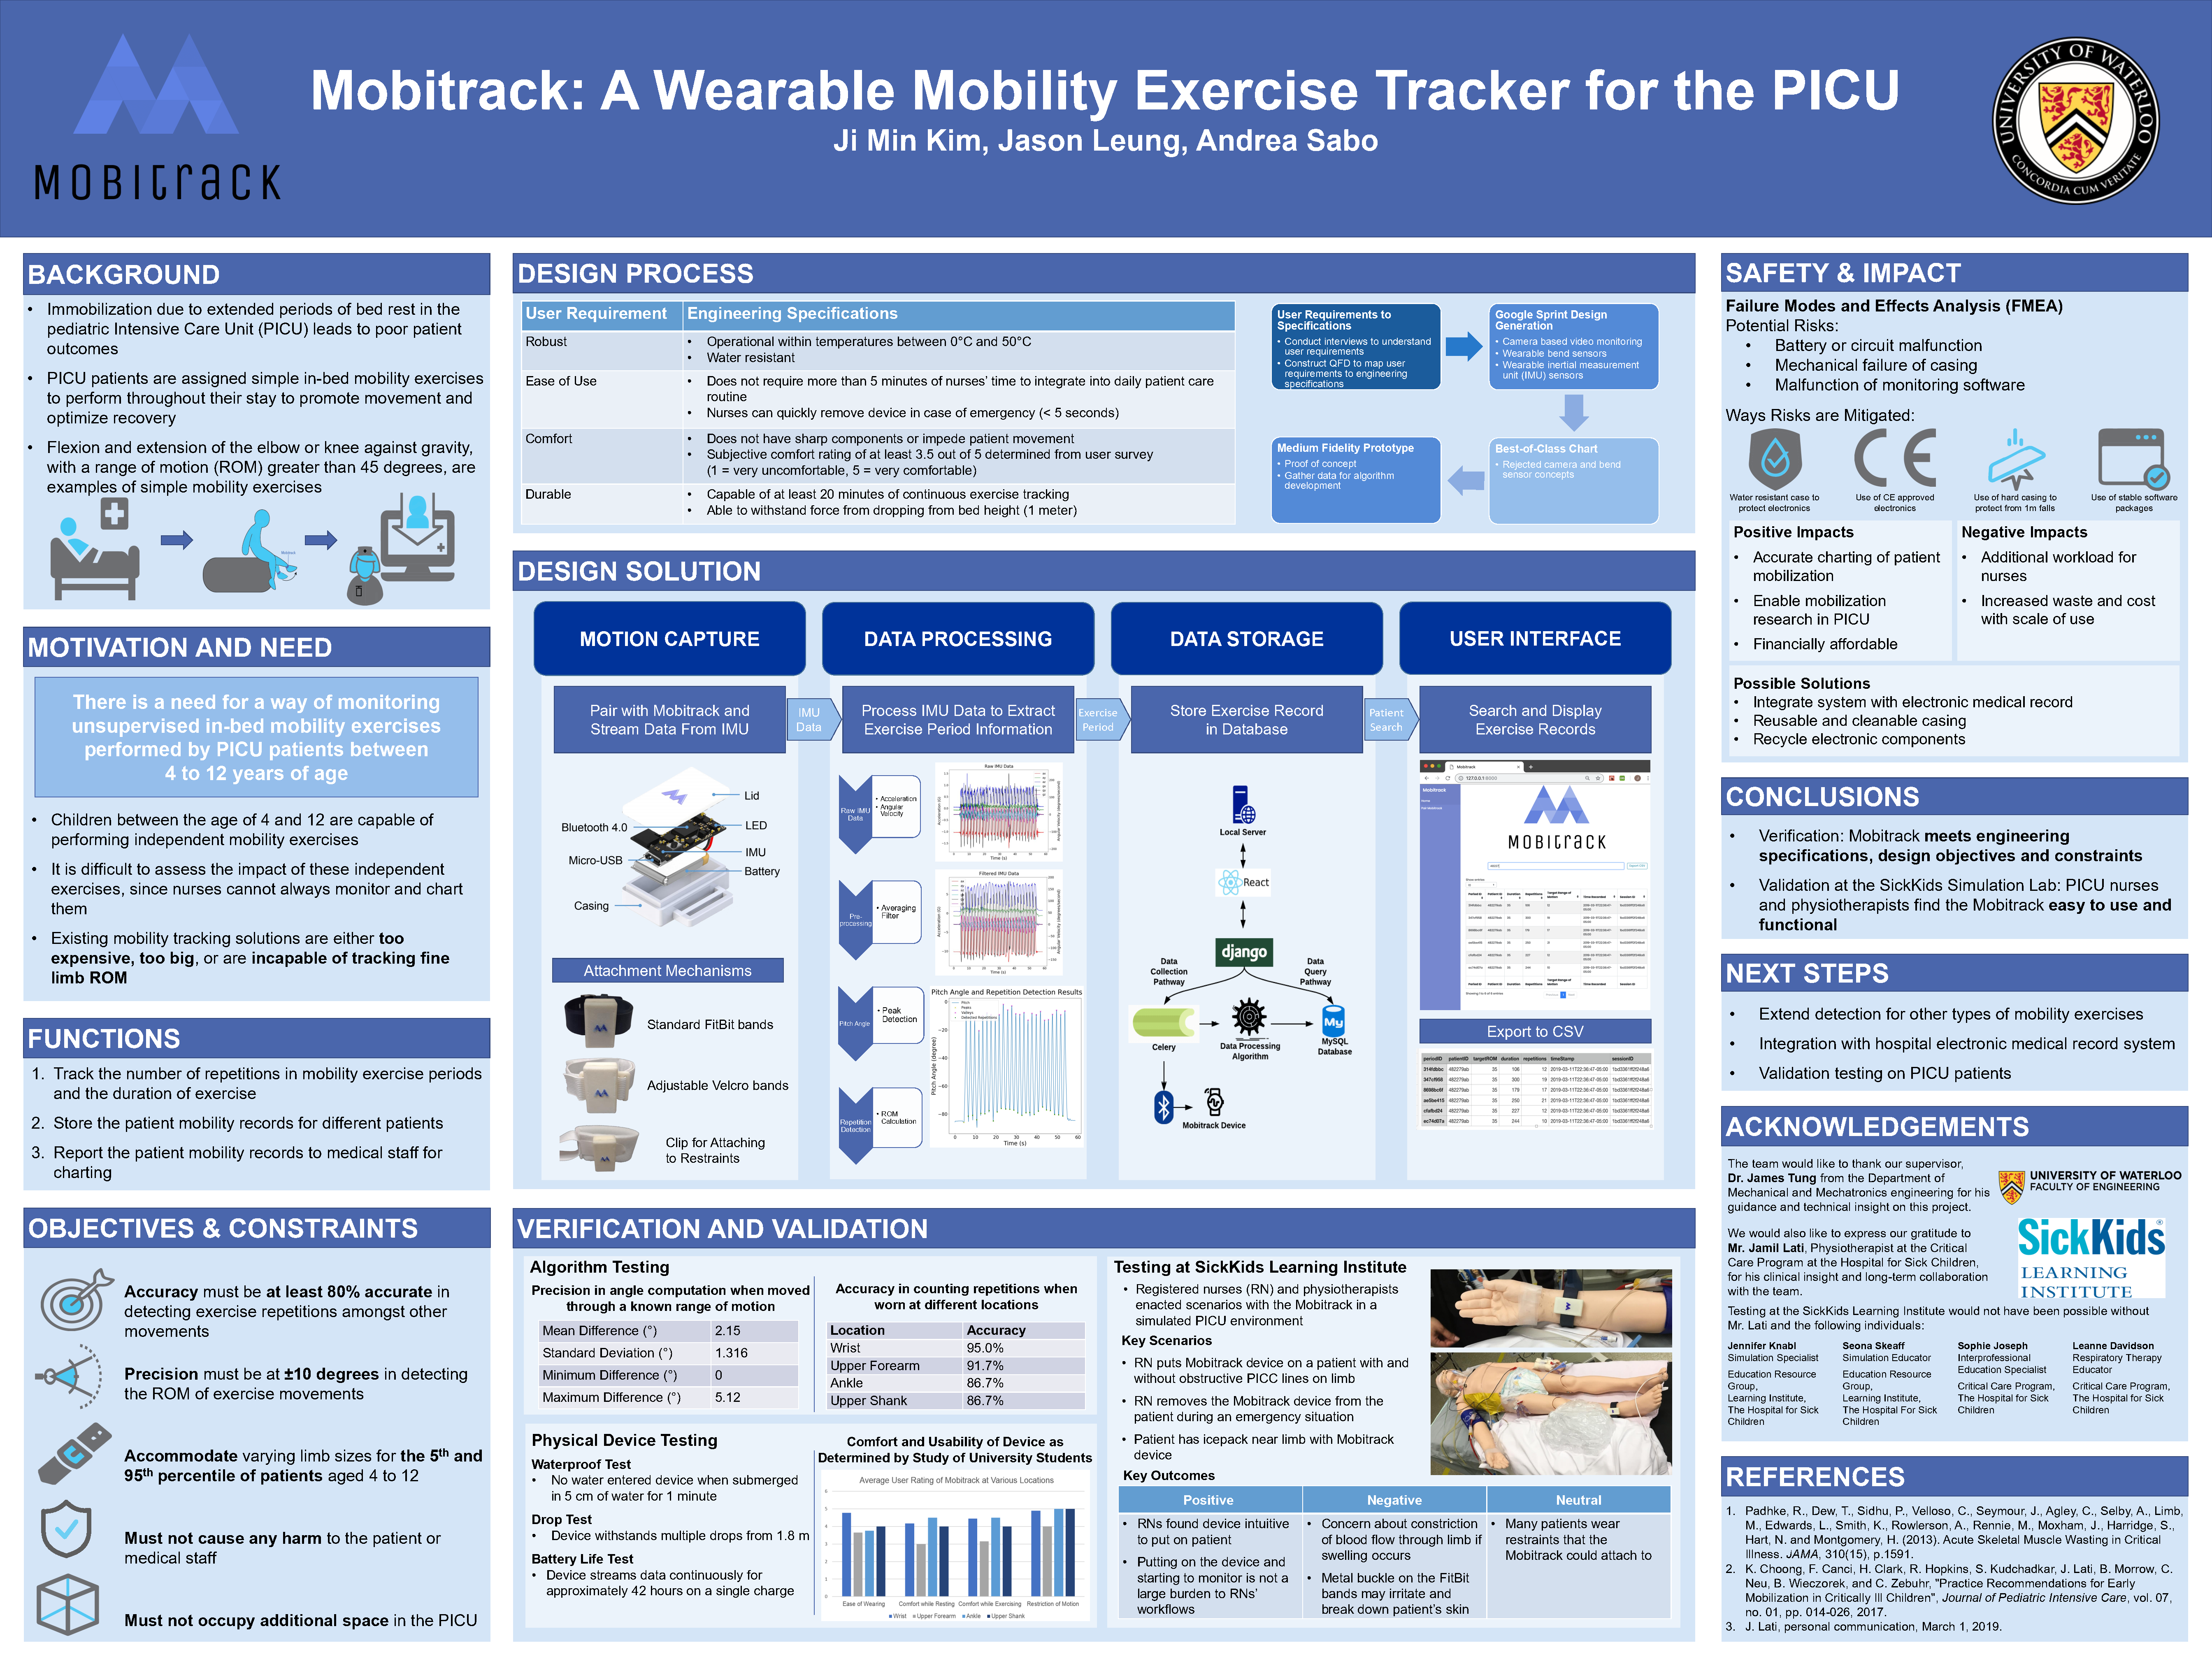 Mobitrack: A Wearable Mobility Exercise Tracker for the PICU
Ji Min Kim, Jason Leung, Andrea Sabo
MOBITRACK
UNIVERSITY OF WATERLOO
CONCORDIA CUM VERITATE
BACKGROUND
• Immobilization due to extended periods of bed rest in the
pediatric Intensive Care Unit (PICU) leads to poor patient
outcomes
• PICU patients are assigned simple in-bed mobility exercises
to perform throughout their stay to promote movement and
optimize recovery
• Flexion and extension of the elbow or knee against gravity,
with a range of motion (ROM) greater than 45 degrees, are
examples of simple mobility exercises
MOTIVATION AND NEED
There is a need for a way of monitoring
unsupervised in-bed mobility exercises
performed by PICU patients between
4 to 12 years of age
• Children between the age of 4 and 12 are capable of
performing independent mobility exercises
• It is difficult to assess the impact of these independent
exercises, since nurses cannot always monitor and chart
them
• Existing mobility tracking solutions are either too
expensive, too big, or are incapable of tracking fine
limb ROM
FUNCTIONS
1. Track the number of repetitions in mobility exercise periods
and the duration of exercise
2. Store the patient mobility records for different patients
3. Report the patient mobility records to medical staff for
charting
OBJECTIVES & CONSTRAINTS
Accuracy must be at least 80% accurate in
detecting exercise repetitions amongst other
movements
Precision must be at ±10 degrees in detecting
the ROM of exercise movements
Accommodate varying limb sizes for the 5th and
95th percentile of patients aged 4 to 12
Must not cause any harm to the patient or
medical staff
Must not occupy additional space in the PICU
DESIGN PROCESS
User Requirement Engineering Specifications
Robust
• Operational within temperatures between 0°C and 50°C
• Water resistant
Ease of Use
• Does not require more than 5 minutes of nurses' time to integrate into daily patient care
routine
• Nurses can quickly remove device in case of emergency (< 5 seconds)
Comfort
• Does not have sharp components or impede patient movement
• Subjective comfort rating of at least 3.5 out of 5 determined from user survey
(1 = very uncomfortable, 5 = very comfortable)
Durable
• Capable of at least 20 minutes of continuous exercise tracking
• Able to withstand force from dropping from bed height (1 meter)
User Requirements to
Specifications
• Conduct interviews to understand
user requirements
• Construct QFD to map user
requirements to engineering
specifications
Google Sprint Design
Generation
• Camera based video monitoring
• Wearable bend sensors
• Wearable inertial measurement
unit (IMU) sensors
Medium Fidelity Prototype
• Proof of concept
• Gather data for algorithm
development
Best-of-Class Chart
• Rejected camera and bend
sensor concepts
DESIGN SOLUTION
MOTION CAPTURE
DATA PROCESSING
DATA STORAGE
USER INTERFACE
Pair with Mobitrack and
Stream Data From IMU
IMU
Data
Process IMU Data to Extract
Exercise Period Information
Exercise
Period
Store Exercise Record
in Database
Patient
Search
Search and Display
Exercise Records
Lid
Bluetooth 4.0
LED
Micro-USB
IMU
Battery
Casing
Attachment Mechanisms
Standard FitBit bands
Adjustable Velcro bands
Clip for Attaching
to Restraints
Raw IMU
Data
• Acceleration
• Angular
Velocity
Raw IMU Data
Acceleration (G)
Time (s)
Pre-
processing
• Averaging
Filter
Filtered IMU Data
Acceleration (G)
Time (s)
Pitch Angle
• Peak
Detection
Pitch Angle and Repetition Detection Results
Pitch Angle (degree)
0
−20
−40
−60
−80
0 10 20 30 40 50 60
Time (s)
Repetition
Detection
• ROM
Calculation
Local Server
React
django
Data
Collection
Pathway
Data
Query
Pathway
Celery
Data Processing
Algorithm
My
MySQL
Database
Mobitrack Device
Mobitrack
127.0.0.1:8000
MOBITRACK
Export to CSV
periodID patientID targetROM duration repetitions timeStamp sessionID
VERIFICATION AND VALIDATION
Algorithm Testing
Precision in angle computation when moved
through a known range of motion
Mean Difference (°) 2.15
Standard Deviation (°) 1.316
Minimum Difference (°) 0
Maximum Difference (°) 5.12
Accuracy in counting repetitions when
worn at different locations
Location Accuracy
Wrist 95.0%
Upper Forearm 91.7%
Ankle 86.7%
Upper Shank 86.7%
Physical Device Testing
Waterproof Test
• No water entered device when submerged
in 5 cm of water for 1 minute
Drop Test
• Device withstands multiple drops from 1.8 m
Battery Life Test
• Device streams data continuously for
approximately 42 hours on a single charge
Comfort and Usability of Device as
Determined by Study of University Students
Average User Rating of Mobitrack at Various Locations
6
5
4
3
2
1
0
Ease of Wearing Comfort while Resting Comfort while Exercising Restriction of Motion
Wrist Upper Forearm Ankle Upper Shank
Testing at SickKids Learning Institute
• Registered nurses (RN) and physiotherapists
enacted scenarios with the Mobitrack in a
simulated PICU environment
Key Scenarios
• RN puts Mobitrack device on a patient with and
without obstructive PICC lines on limb
• RN removes the Mobitrack device from the
patient during an emergency situation
• Patient has icepack near limb with Mobitrack
device
Key Outcomes
Positive Negative Neutral
• RNs found device intuitive
to put on patient
• Putting on the device and
starting to monitor is not a
large burden to RNs'
workflows
• Concern about constriction
of blood flow through limb if
swelling occurs
• Metal buckle on the FitBit
bands may irritate and
break down patient's skin
• Many patients wear
restraints that the
Mobitrack could attach to
SAFETY & IMPACT
Failure Modes and Effects Analysis (FMEA)
Potential Risks:
• Battery or circuit malfunction
• Mechanical failure of casing
• Malfunction of monitoring software
Ways Risks are Mitigated:
CE
Water resistant case to
protect electronics
Use of CE approved
electronics
Use of hard casing to
protect from 1m falls
Use of stable software
packages
Positive Impacts
• Accurate charting of patient
mobilization
• Enable mobilization
research in PICU
• Financially affordable
Negative Impacts
• Additional workload for
nurses
• Increased waste and cost
with scale of use
Possible Solutions
• Integrate system with electronic medical record
• Reusable and cleanable casing
• Recycle electronic components
CONCLUSIONS
• Verification: Mobitrack meets engineering
specifications, design objectives and constraints
• Validation at the SickKids Simulation Lab: PICU nurses
and physiotherapists find the Mobitrack easy to use and
functional
NEXT STEPS
• Extend detection for other types of mobility exercises
• Integration with hospital electronic medical record system
• Validation testing on PICU patients
ACKNOWLEDGEMENTS
The team would like to thank our supervisor,
Dr. James Tung from the Department of
Mechanical and Mechatronics engineering for his
guidance and technical insight on this project.
UNIVERSITY OF WATERLOO
FACULTY OF ENGINEERING
We would also like to express our gratitude to
Mr. Jamil Lati, Physiotherapist at the Critical
Care Program at the Hospital for Sick Children,
for his clinical insight and long-term collaboration
with the team.
SickKids®
LEARNING
INSTITUTE
Testing at the SickKids Learning Institute would not have been possible without
Mr. Lati and the following individuals:
Jennifer Knabl
Simulation Specialist
Education Resource
Group,
Learning Institute,
The Hospital for Sick
Children
Seona Skeaff
Simulation Educator
Education Resource
Group,
Learning Institute,
The Hospital For Sick
Children
Sophie Joseph
Interprofessional
Education Specialist
Critical Care Program,
The Hospital for Sick
Children
Leanne Davidson
Respiratory Therapy
Educator
Critical Care Program,
The Hospital for Sick
Children
REFERENCES
1. Padhke, R., Dew, T., Sidhu, P., Velloso, C., Seymour, J., Agley, C., Selby, A., Limb,
M., Edwards, L., Smith, K., Rowlerson, A., Rennie, M., Moxham, J., Harridge, S.,
Hart, N. and Montgomery, H. (2013). Acute Skeletal Muscle Wasting in Critical
Illness. JAMA, 310(15), p.1591.
2. K. Choong, F. Canci, H. Clark, R. Hopkins, S. Kudchadkar, J. Lati, B. Morrow, C.
Neu, B. Wieczorek, and C. Zebuhr, "Practice Recommendations for Early
Mobilization in Critically Ill Children", Journal of Pediatric Intensive Care, vol. 07,
no. 01, pp. 014-026, 2017.
3. J. Lati, personal communication, March 1, 2019.